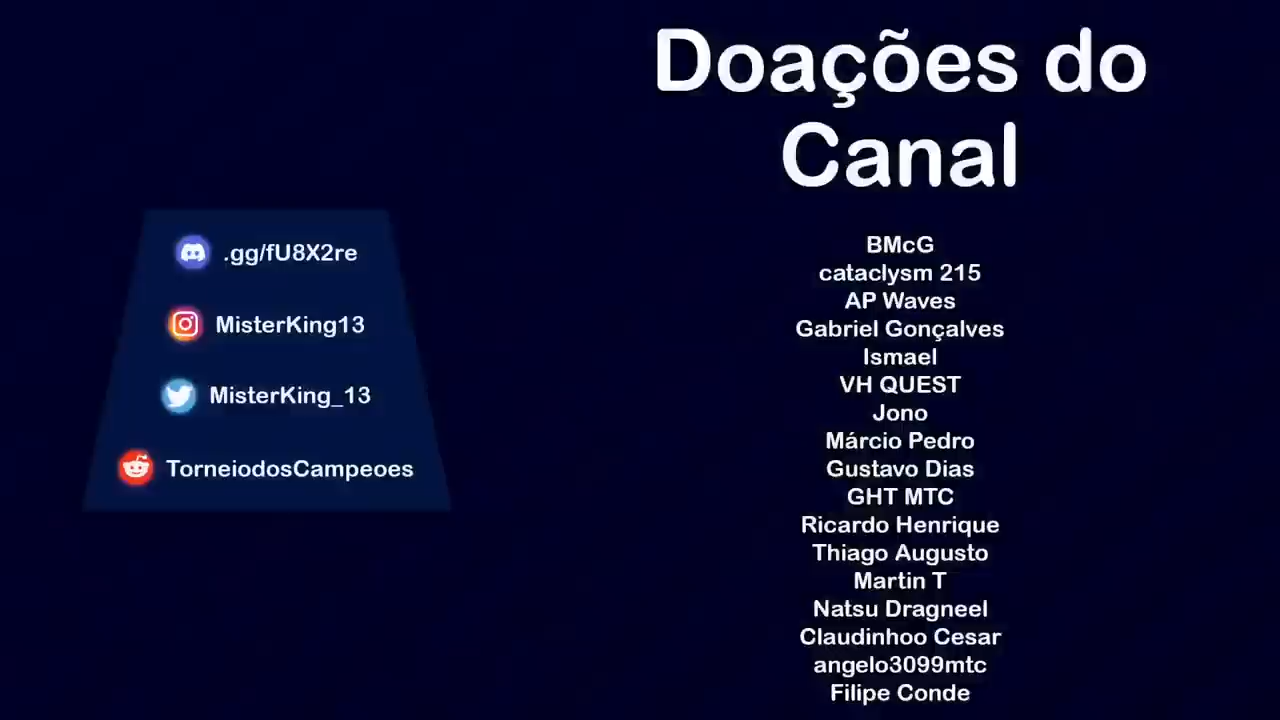 Doações do
Canal
.gg/fU8X2re
MisterKing13
MisterKing_13
TorneiodosCampeoes
BMcG
cataclysm 215
AP Waves
Gabriel Gonçalves
Ismael
VH QUEST
Jono
Márcio Pedro
Gustavo Dias
GHT MTC
Ricardo Henrique
Thiago Augusto
Martin T
Natsu Dragneel
Claudinhoo Cesar
angelo3099mtc
Filipe Conde